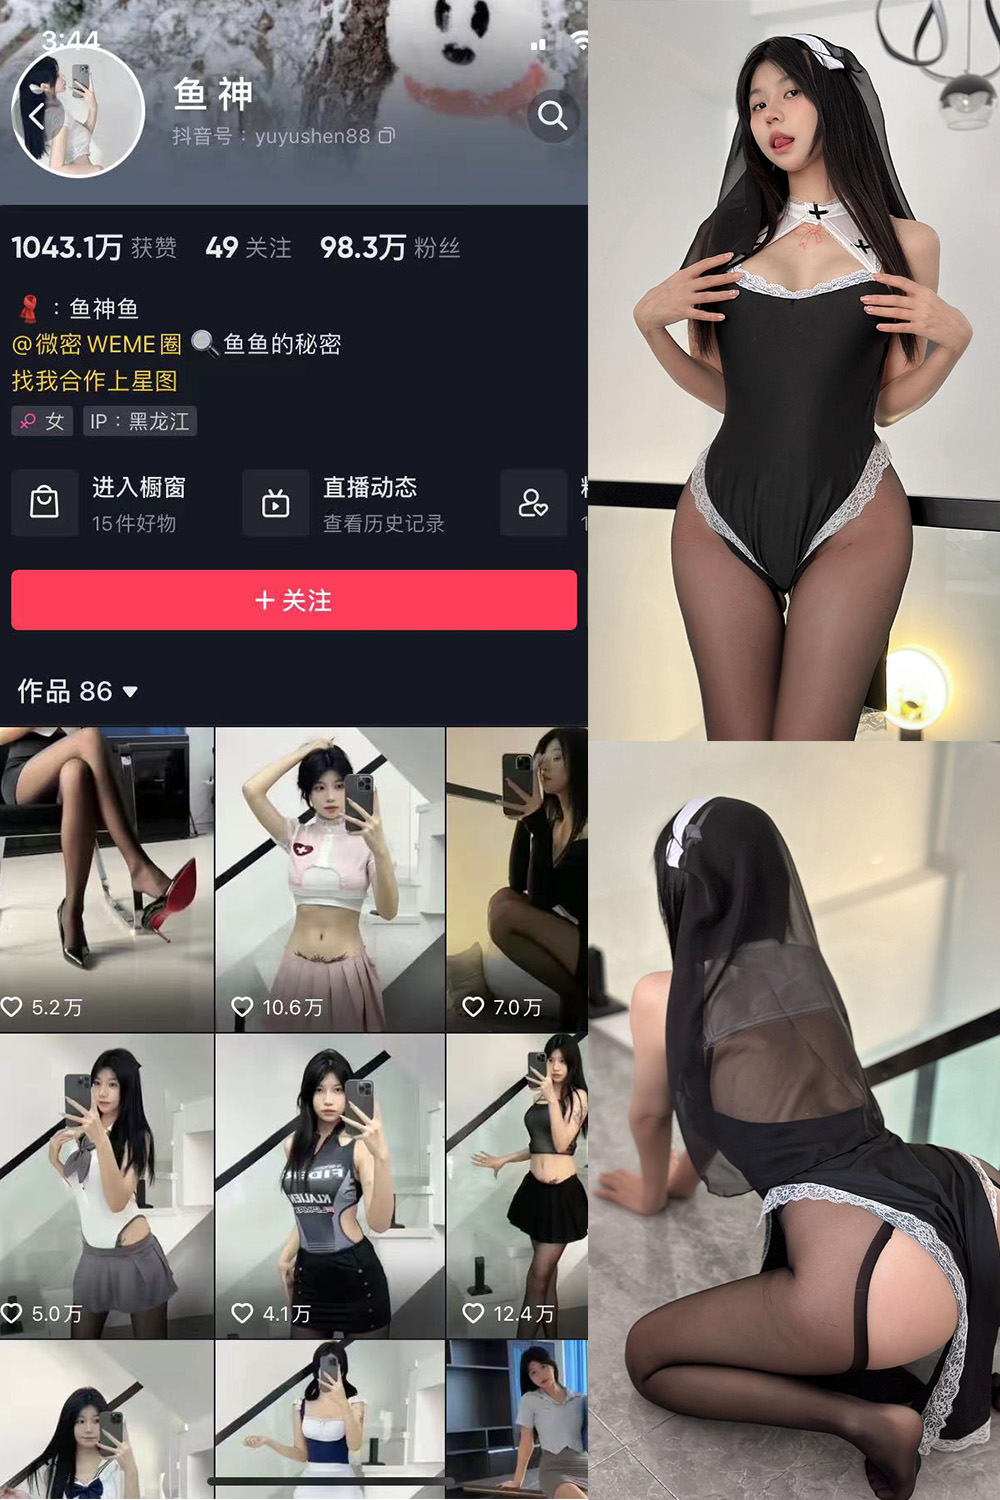 3:44
鱼神
抖音号：yuyushen88
1043.1万 获赞 49 关注 98.3万 粉丝
：鱼神鱼
@微密 WEME圈 鱼鱼的秘密
找我合作上星图
女 IP：黑龙江
进入橱窗
15件好物
直播动态
查看历史记录
+ 关注
作品 86
5.2万
10.6万
7.0万
5.0万
4.1万
12.4万